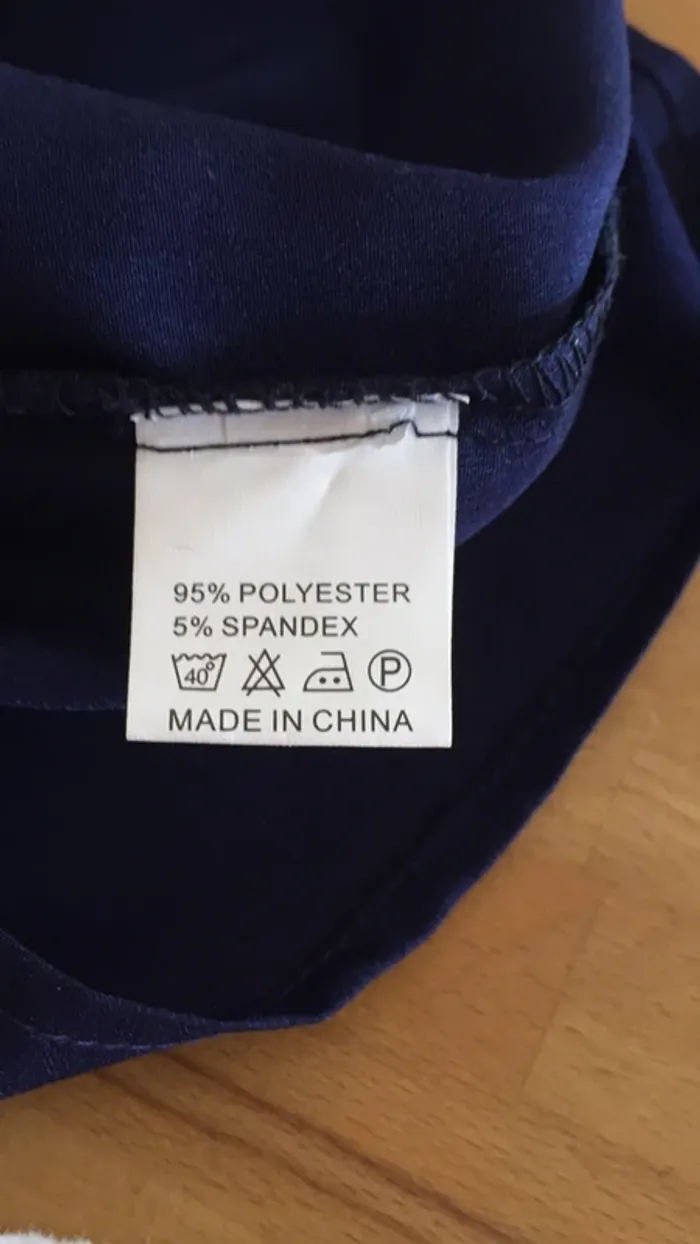 95% POLYESTER
5% SPANDEX
40° P
MADE IN CHINA